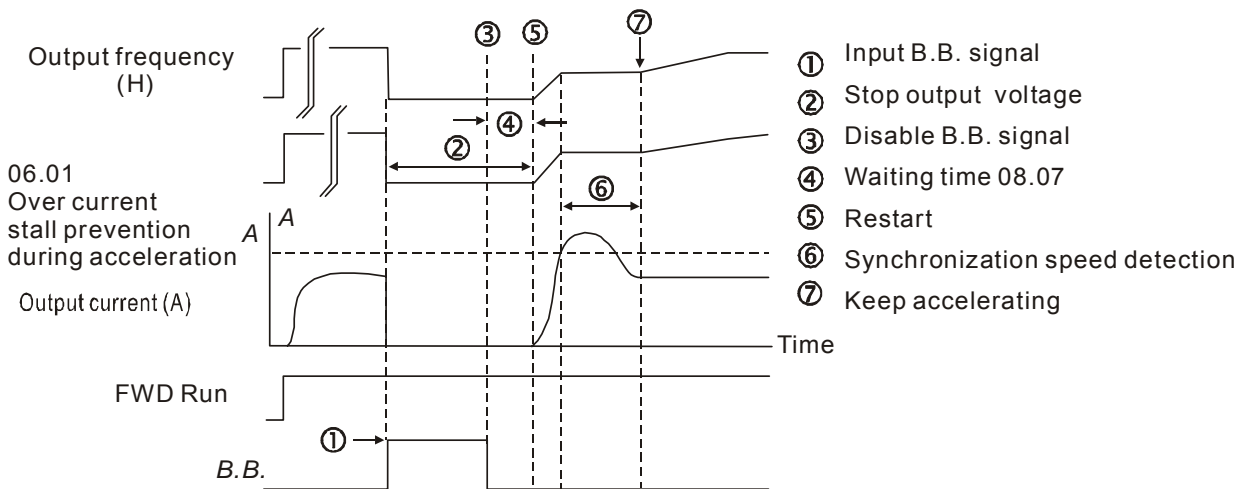 Output frequency
(H)
③ ⑤ ⑦
④
②
⑥
06.01
Over current
stall prevention
during acceleration
A A
Output current (A)
Time
FWD Run
①
B.B.
① Input B.B. signal
② Stop output voltage
③ Disable B.B. signal
④ Waiting time 08.07
⑤ Restart
⑥ Synchronization speed detection
⑦ Keep accelerating